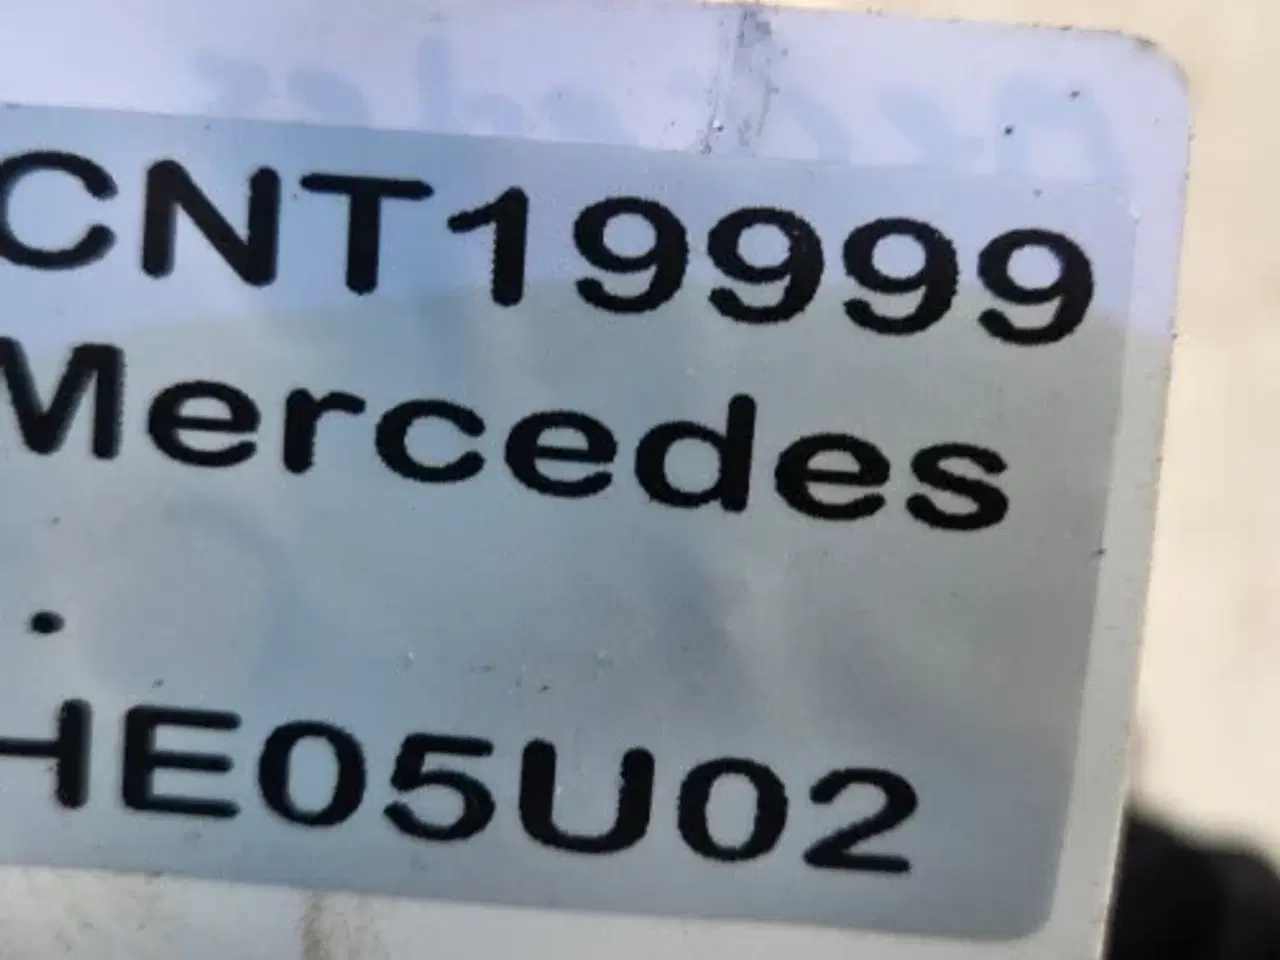 CNT19999
Mercedes
.
HE05U02